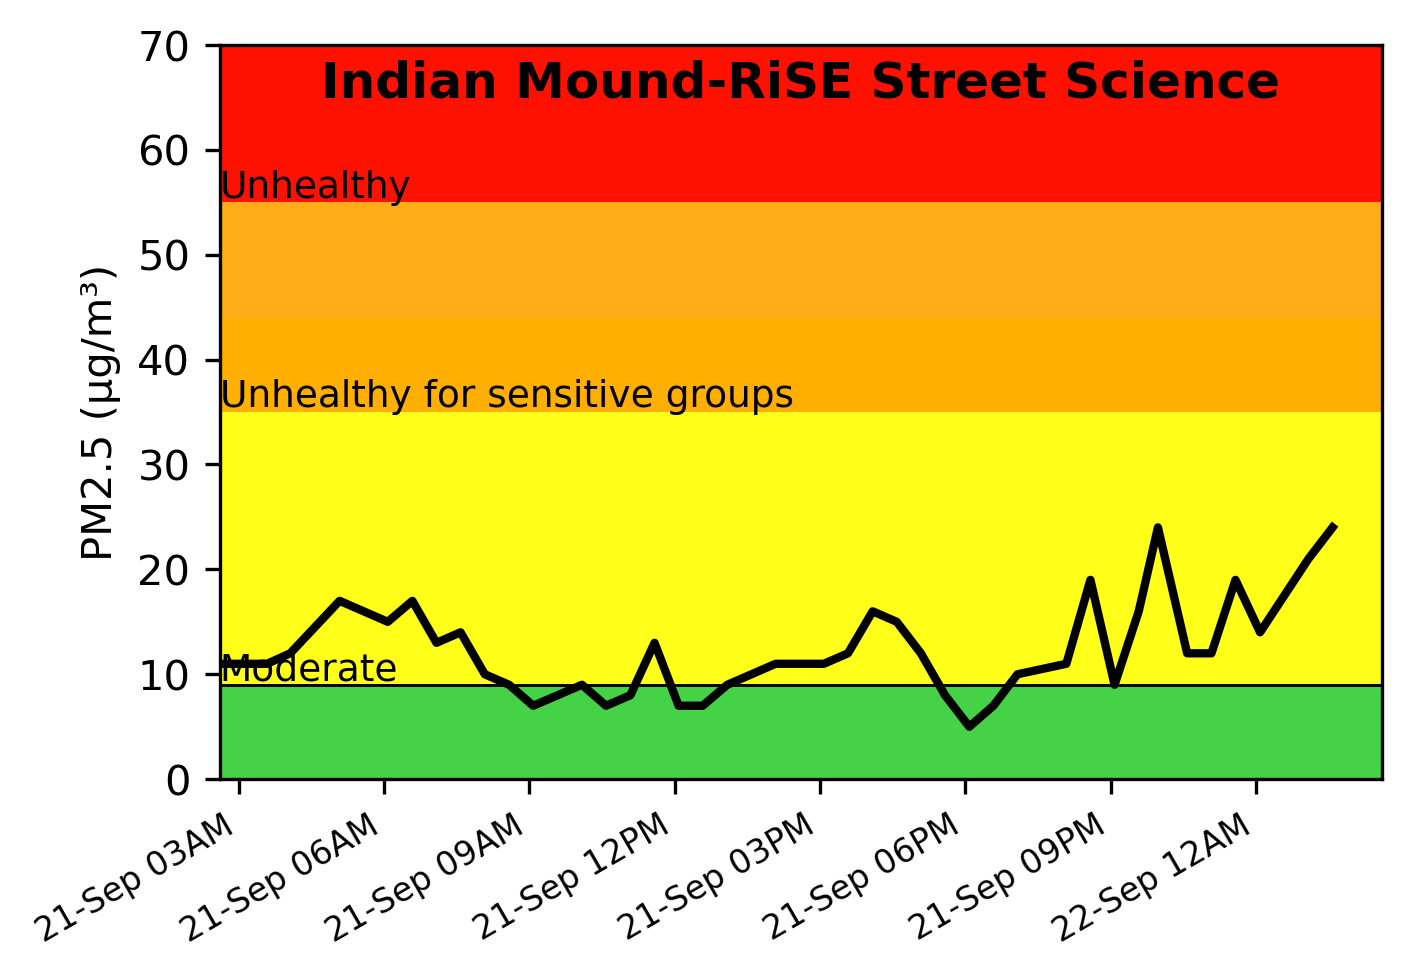 Indian Mound-RiSE Street Science
70
60
Unhealthy
50
40
Unhealthy for sensitive groups
30
20
10
Moderate
0
PM2.5 (µg/m³)
21-Sep 03AM
21-Sep 06AM
21-Sep 09AM
21-Sep 12PM
21-Sep 03PM
21-Sep 06PM
21-Sep 09PM
22-Sep 12AM